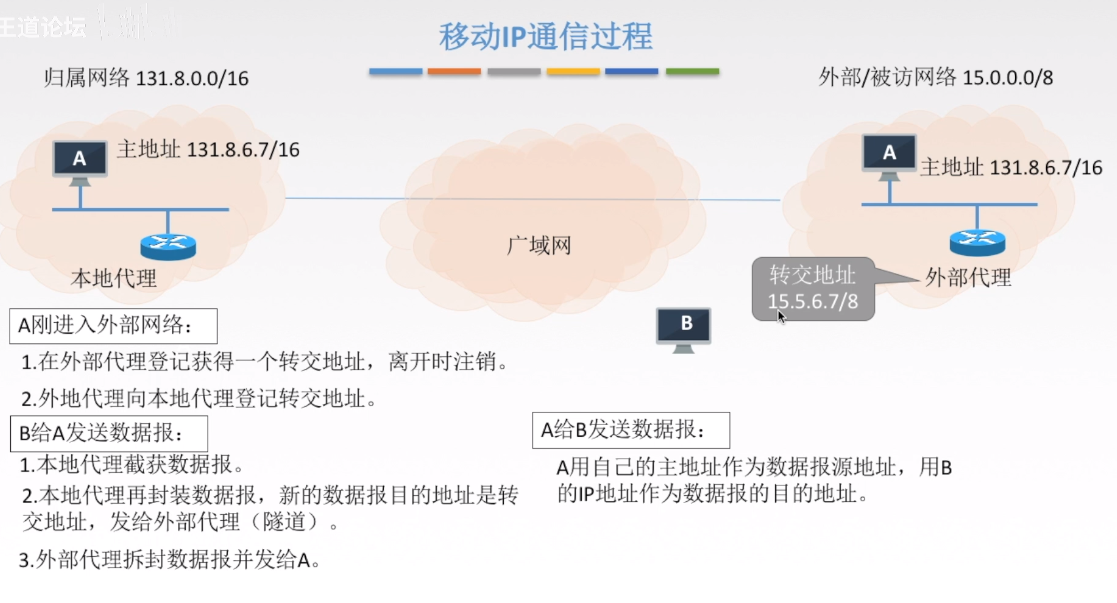 王道论坛
移动IP通信过程
归属网络 131.8.0.0/16
外部/被访网络 15.0.0.0/8
A
主地址 131.8.6.7/16
A
主地址 131.8.6.7/16
广域网
本地代理
转交地址
15.5.6.7/8
外部代理
B
A刚进入外部网络：
1.在外部代理登记获得一个转交地址，离开时注销。
2.外地代理向本地代理登记转交地址。
B给A发送数据报：
1.本地代理截获数据报。
2.本地代理再封装数据报，新的数据报目的地址是转
交地址，发给外部代理（隧道）。
3.外部代理拆封数据报并发给A。
A给B发送数据报：
A用自己的主地址作为数据报源地址，用B
的IP地址作为数据报的目的地址。